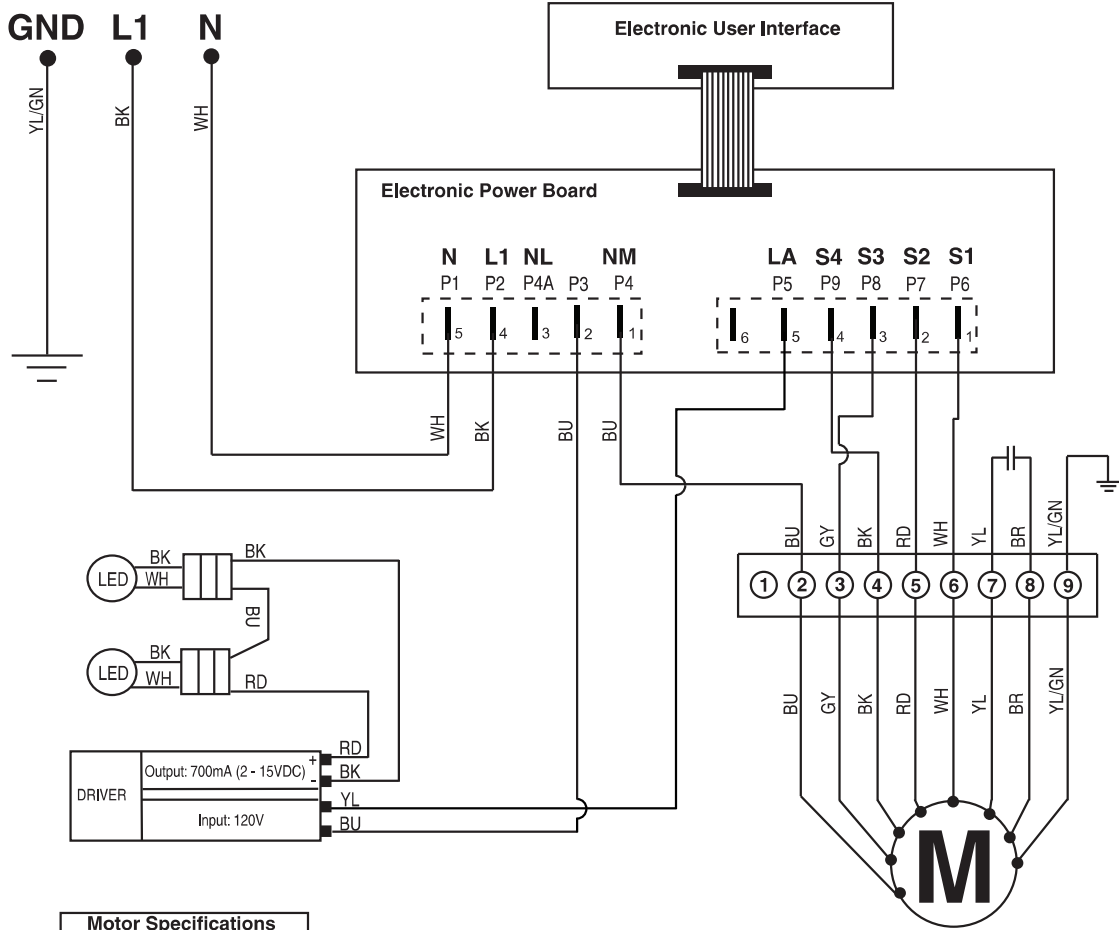 GND L1 N
Electronic User Interface
YL/GN BK WH
Electronic Power Board
N L1 NL NM LA S4 S3 S2 S1
P1 P2 P4A P3 P4 P5 P9 P8 P7 P6
5 4 3 2 1 6 5 4 3 2 1
WH BK BU BU
BU GY BK RD WH YL BR YL/GN
1 2 3 4 5 6 7 8 9
BU GY BK RD WH YL BR YL/GN
LED BK WH BK
BU
LED BK WH RD
DRIVER
Output: 700mA (2 - 15VDC)
Input: 120V
+ RD
- BK
YL
BU
M
Motor Specifications